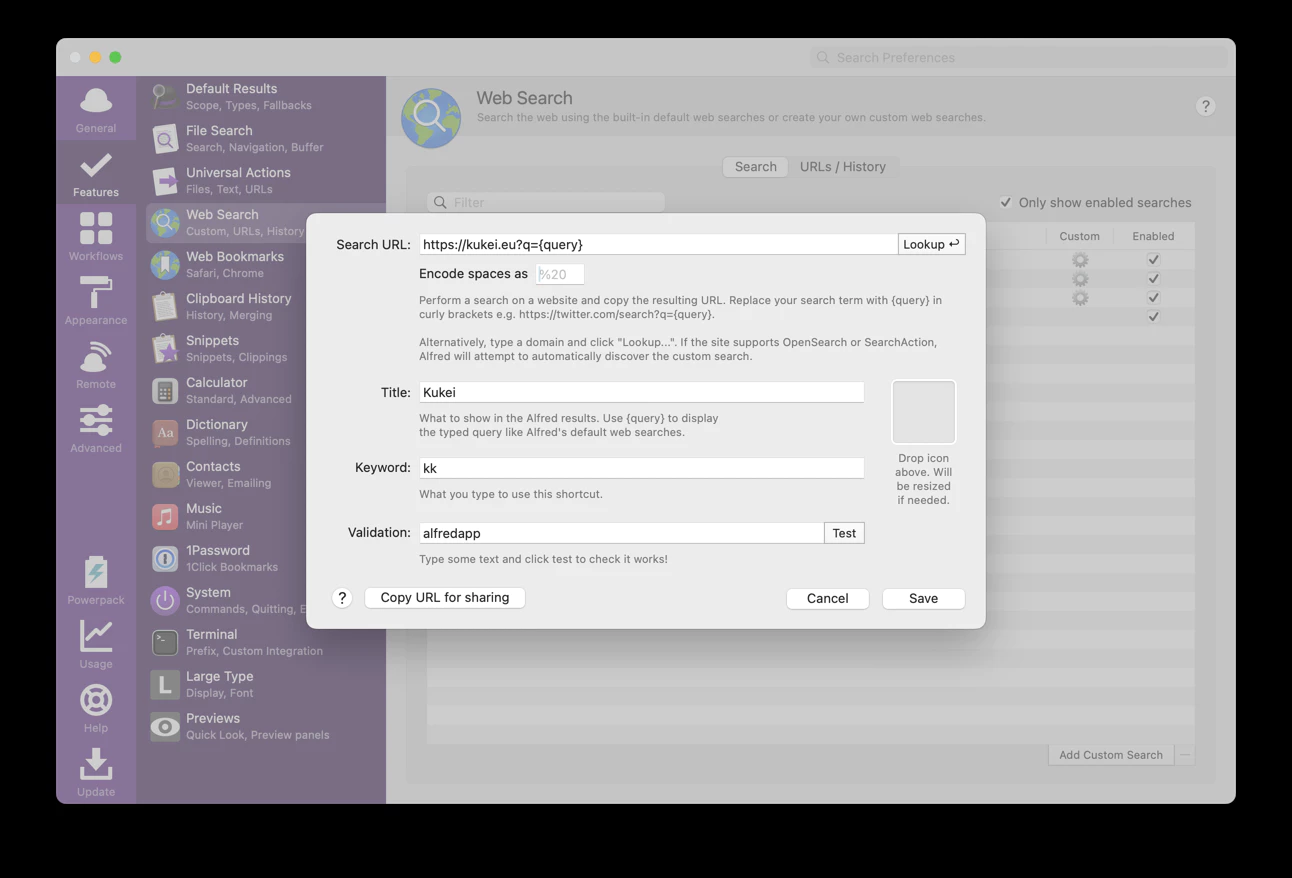 Search Preferences
General
Features
Workflows
Appearance
Remote
Advanced
Powerpack
Usage
Help
Update
Default Results
Scope, Types, Fallbacks
File Search
Search, Navigation, Buffer
Universal Actions
Files, Text, URLs
Web Search
Custom, URLs, History
Web Bookmarks
Safari, Chrome
Clipboard History
History, Merging
Snippets
Snippets, Clippings
Calculator
Standard, Advanced
Aa
Dictionary
Spelling, Definitions
Contacts
Viewer, Emailing
Music
Mini Player
1Password
1Click Bookmarks
System
Commands, Quitting, E
Terminal
Prefix, Custom Integration
L
Large Type
Display, Font
Previews
Quick Look, Preview panels
Web Search
Search the web using the built-in default web searches or create your own custom web searches.
?
Search URLs / History
Filter
Only show enabled searches
Custom Enabled
Search URL: https://kukei.eu?q={query} Lookup ↩
Encode spaces as %20
Perform a search on a website and copy the resulting URL. Replace your search term with {query} in
curly brackets e.g. https://twitter.com/search?q={query}.
Alternatively, type a domain and click "Lookup...". If the site supports OpenSearch or SearchAction,
Alfred will attempt to automatically discover the custom search.
Title: Kukei
What to show in the Alfred results. Use {query} to display
the typed query like Alfred's default web searches.
Drop icon
above. Will
be resized
if needed.
Keyword: kk
What you type to use this shortcut.
Validation: alfredapp Test
Type some text and click test to check it works!
? Copy URL for sharing Cancel Save
Add Custom Search